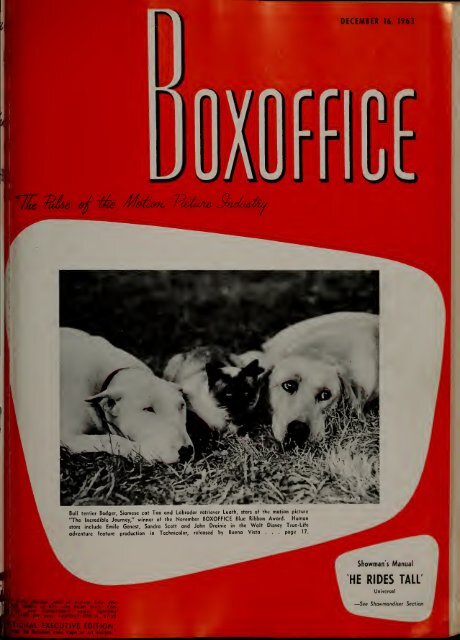 DECEMBER 16, 1963
BOXOFFICE
The Pulse of the Motion Picture Industry
Bull terrier Bodger, Siamese cat Tao and Labrador retriever Luath, stars of the motion picture
"The Incredible Journey," winner of the November BOXOFFICE Blue Ribbon Award. Human
stars include Emile Genest, Sandra Scott and John Drainie in the Walt Disney True-Life
adventure feature production in Technicolor, released by Buena Vista . . . page 17.
Showman's Manual
'HE RIDES TALL'
Universal
—See Showmandiser Section
EXECUTIVE EDITION